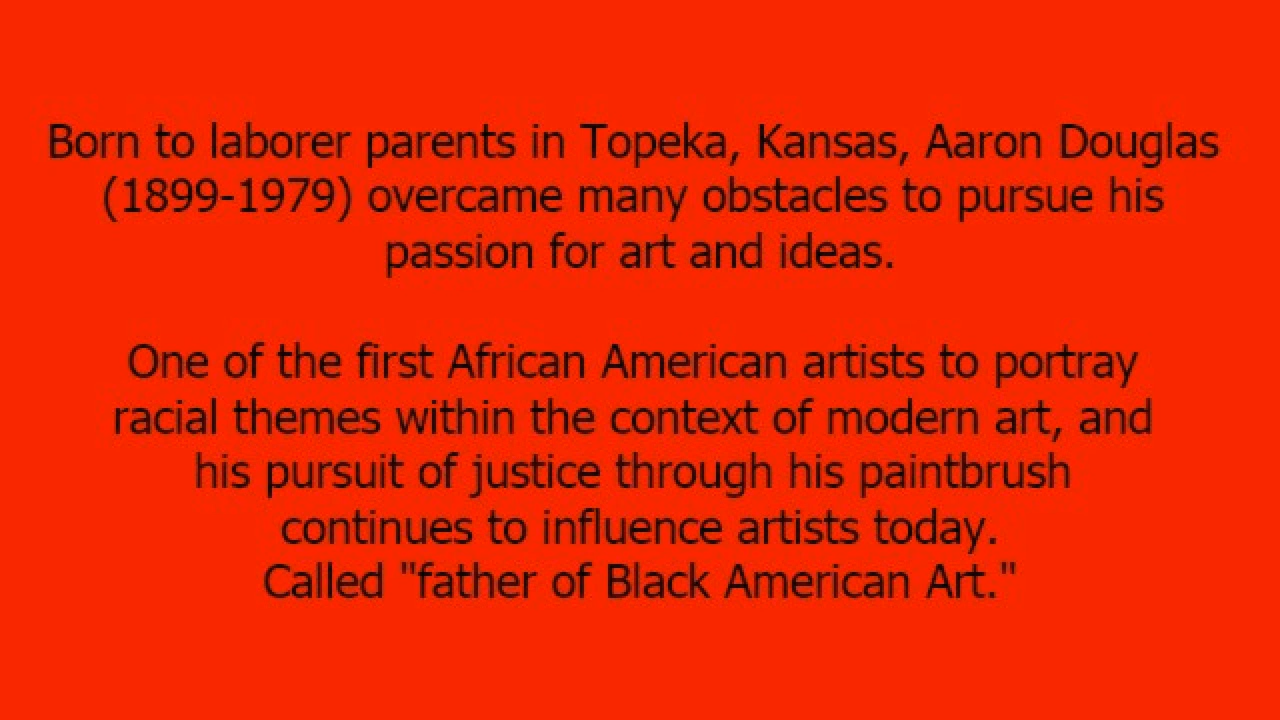 Born to laborer parents in Topeka, Kansas, Aaron Douglas
(1899-1979) overcame many obstacles to pursue his
passion for art and ideas.
One of the first African American artists to portray
racial themes within the context of modern art, and
his pursuit of justice through his paintbrush
continues to influence artists today.
Called "father of Black American Art."